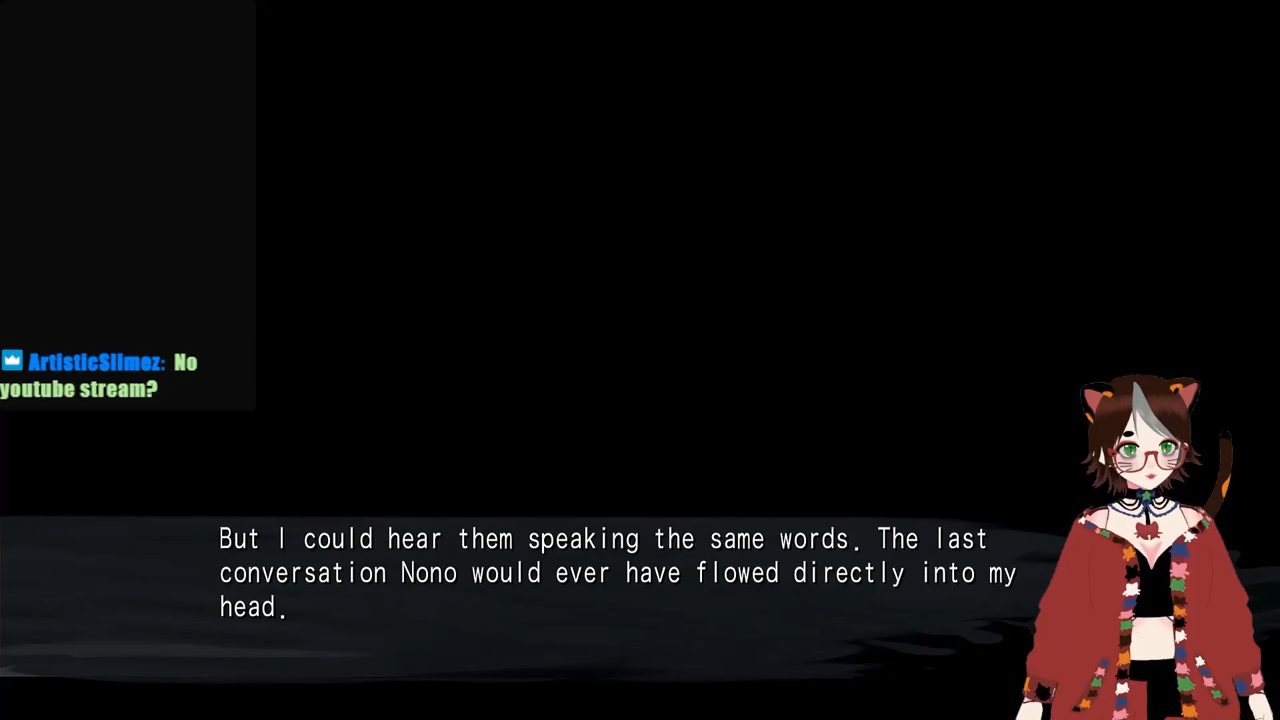 ArtisticSlimez: No
youtube stream?
But I could hear them speaking the same words. The last
conversation Nono would ever have flowed directly into my
head.